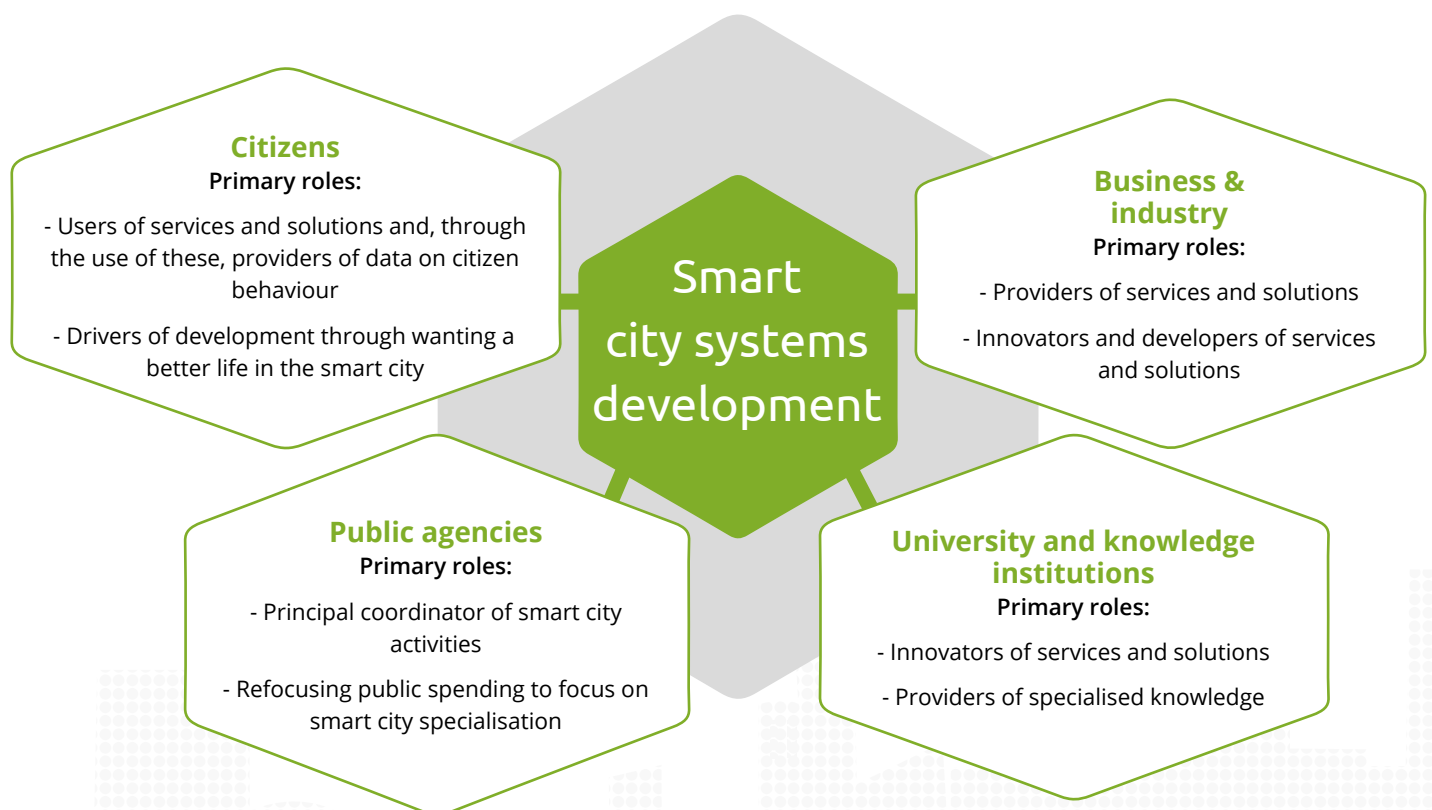 Citizens
Primary roles:
- Users of services and solutions and, through
the use of these, providers of data on citizen
behaviour
- Drivers of development through wanting a
better life in the smart city
Smart
city systems
development
Business &
industry
Primary roles:
- Providers of services and solutions
- Innovators and developers of services
and solutions
Public agencies
Primary roles:
- Principal coordinator of smart city
activities
- Refocusing public spending to focus on
smart city specialisation
University and knowledge
institutions
Primary roles:
- Innovators of services and solutions
- Providers of specialised knowledge